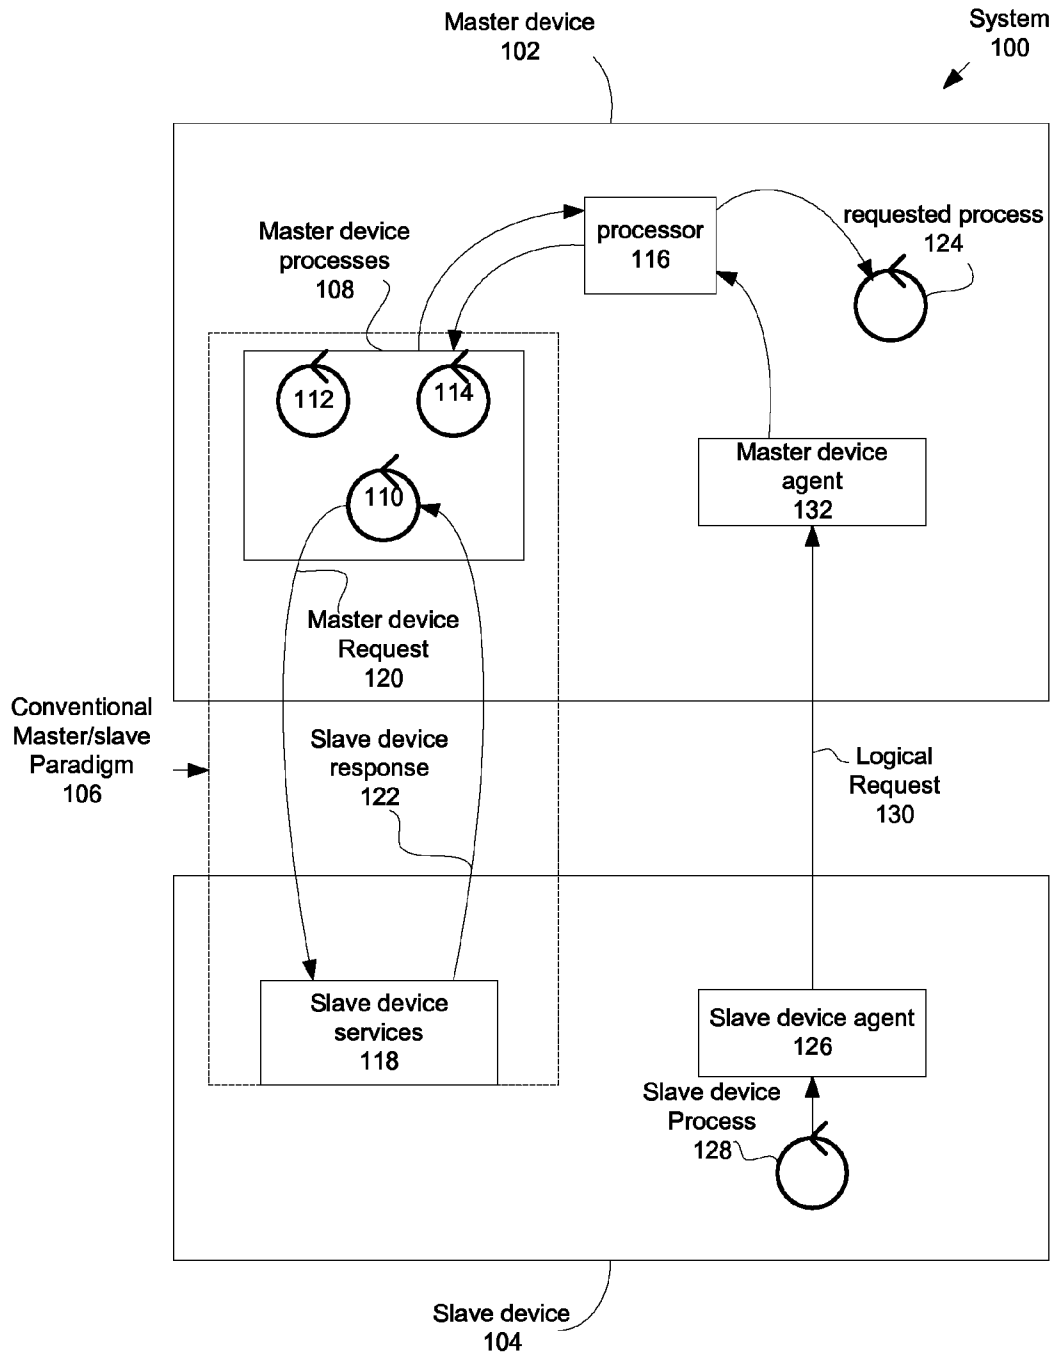 Master device
102
System
100
processor
116
requested process
124
Master device
processes
108
112
114
110
Master device
agent
132
Master device
Request
120
Conventional
Master/slave
Paradigm
106
Slave device
response
122
Logical
Request
130
Slave device
services
118
Slave device agent
126
Slave device
Process
128
Slave device
104